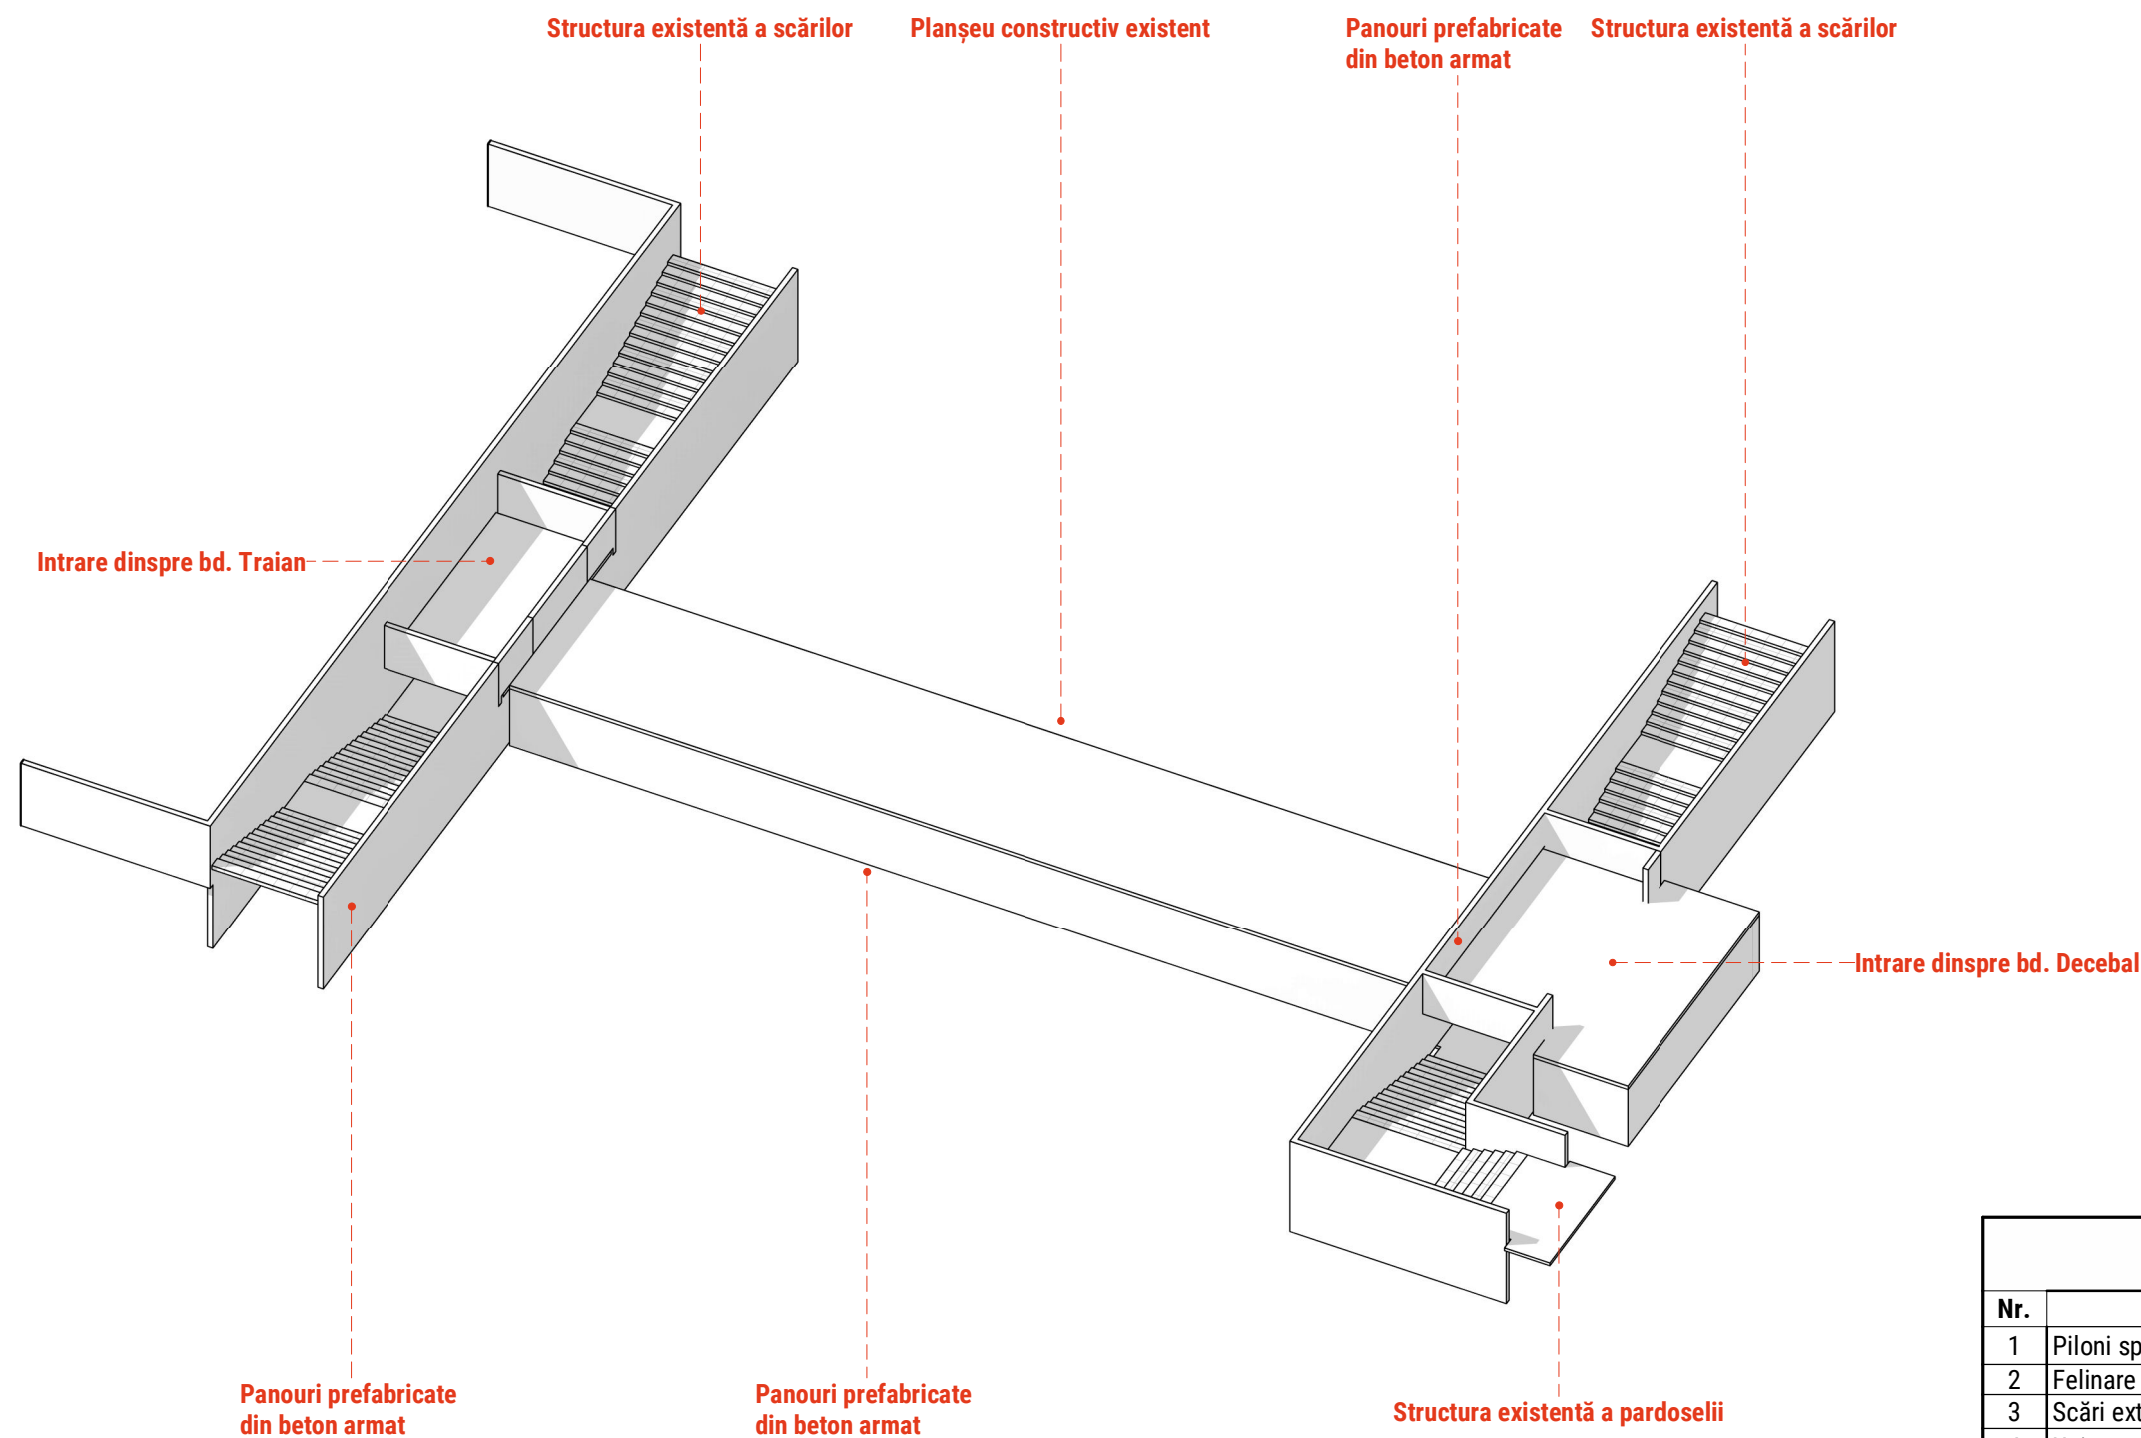 Structura existentă a scărilor
Planșeu constructiv existent
Panouri prefabricate
din beton armat
Structura existentă a scărilor
Intrare dinspre bd. Traian
Intrare dinspre bd. Decebal
Panouri prefabricate
din beton armat
Panouri prefabricate
din beton armat
Structura existentă a pardoselii
Nr.
1 Piloni sp
2 Felinare
3 Scări ext